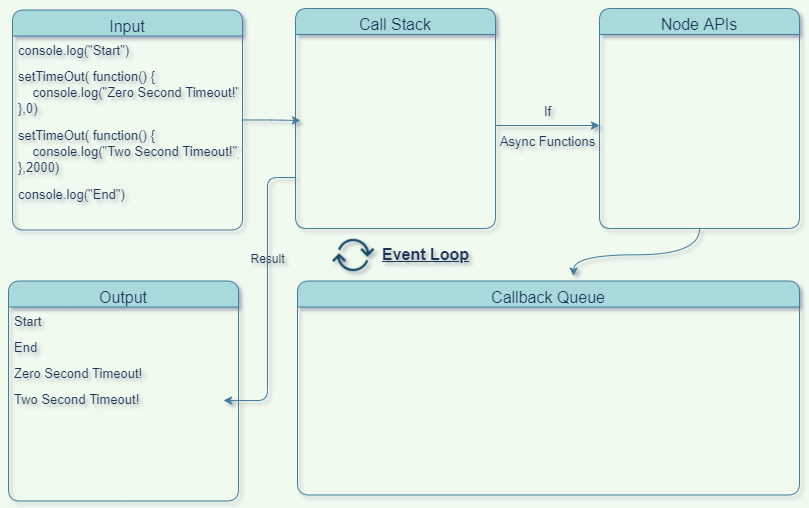 Input
console.log("Start")
setTimeOut( function() {
console.log("Zero Second Timeout!"
},0)
setTimeOut( function() {
console.log("Two Second Timeout!"
},2000)
console.log("End")
Call Stack
If
Async Functions
Node APIs
Result
Event Loop
Output
Start
End
Zero Second Timeout!
Two Second Timeout!
Callback Queue